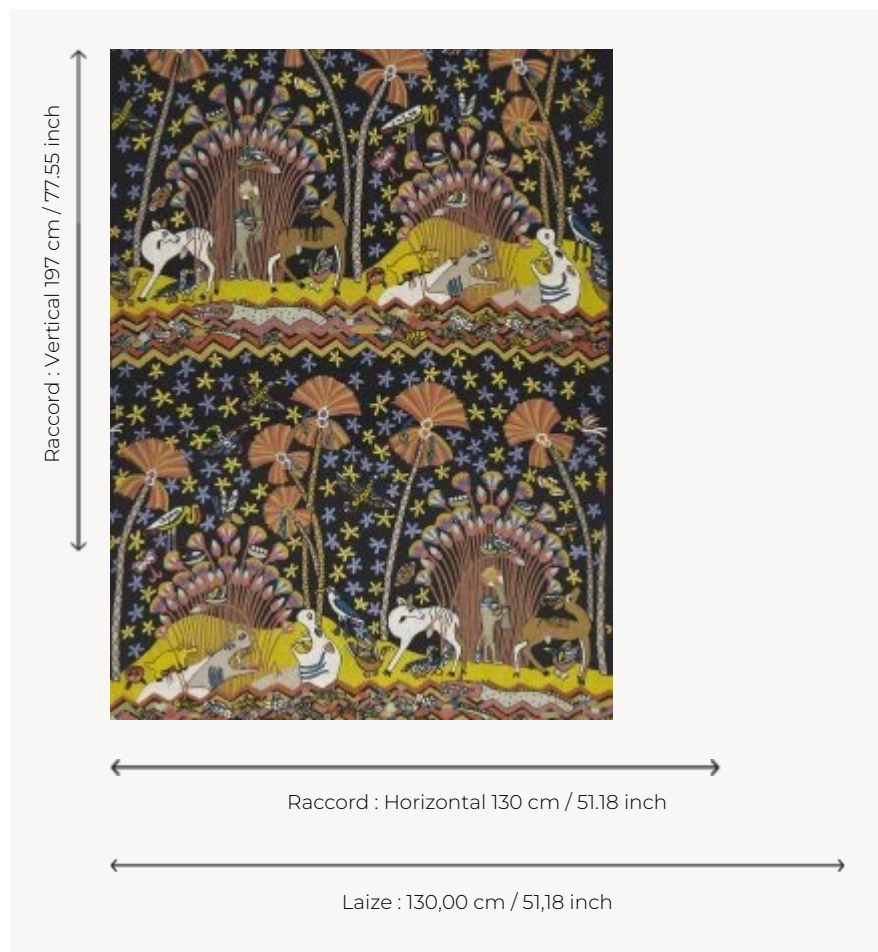 Raccord : Vertical 197 cm / 77.55 inch
Raccord : Horizontal 130 cm / 51.18 inch
Laize : 130,00 cm / 51,18 inch